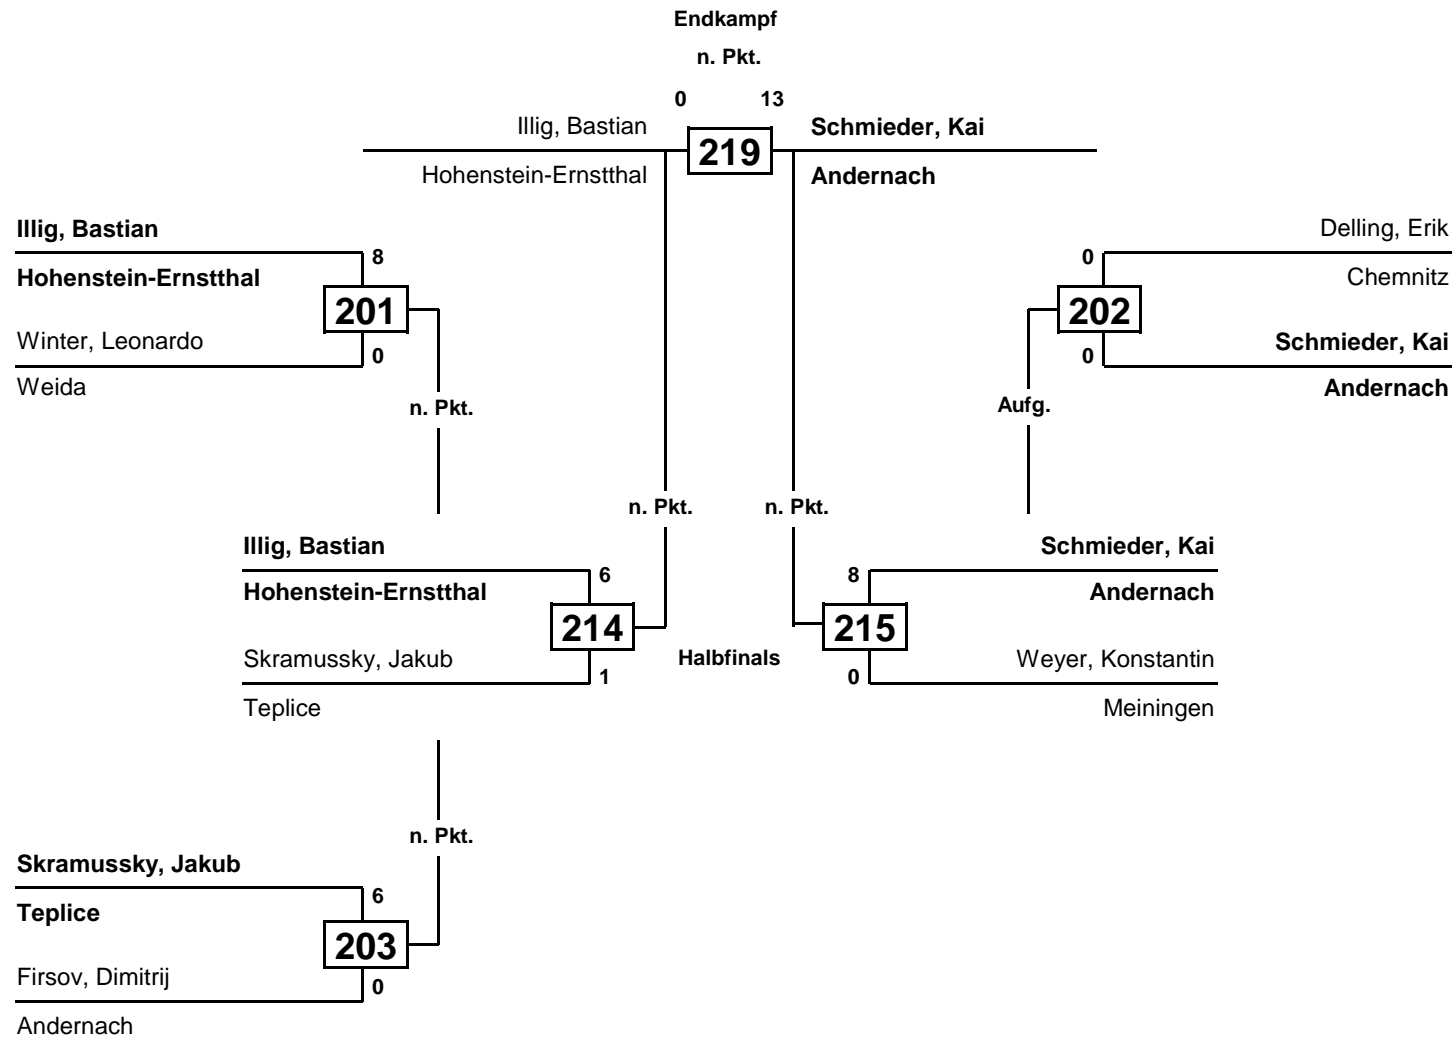 Endkampf
n. Pkt.
0 13
Illig, Bastian 219 Schmieder, Kai
Hohenstein-Ernstthal Andernach
Illig, Bastian
8
Hohenstein-Ernstthal
201
Winter, Leonardo
0
Weida
n. Pkt.
Delling, Erik
0
Chemnitz
202
Schmieder, Kai
0
Andernach
Aufg.
n. Pkt. n. Pkt.
Illig, Bastian
6
Hohenstein-Ernstthal
214
Skramussky, Jakub
1
Teplice
Halbfinals
Schmieder, Kai
8
Andernach
215
Weyer, Konstantin
0
Meiningen
n. Pkt.
Skramussky, Jakub
6
Teplice
203
Firsov, Dimitrij
0
Andernach